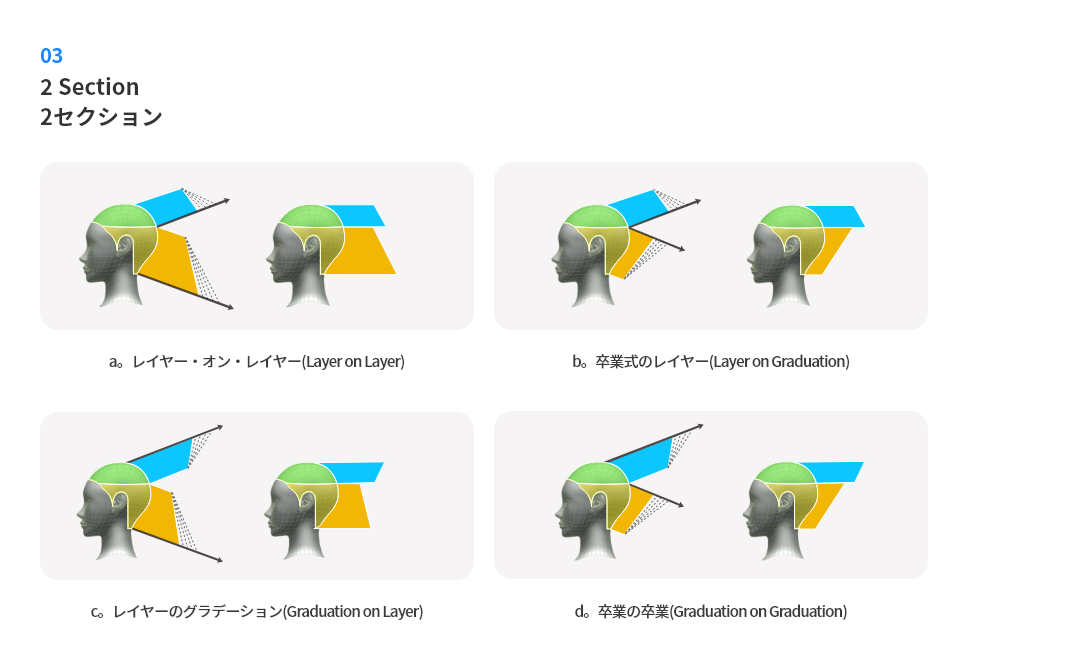 03
2 Section
2セクション
a。レイヤー・オン・レイヤー(Layer on Layer)
b。卒業式のレイヤー(Layer on Graduation)
c。レイヤーのグラデーション(Graduation on Layer)
d。卒業の卒業(Graduation on Graduation)